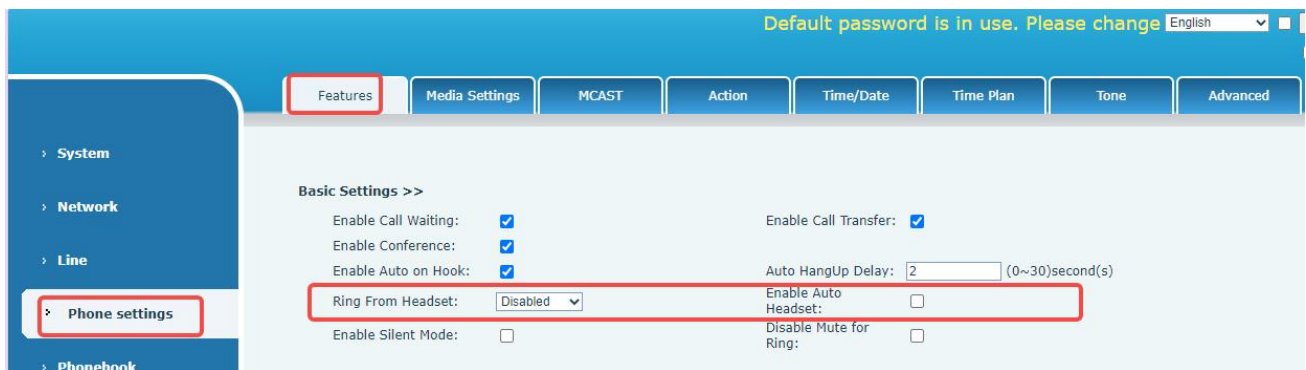 Default password is in use. Please change English
Features Media Settings MCAST Action Time/Date Time Plan Tone Advanced
› System
› Network
› Line
Phone settings
› Phonebook
Basic Settings >>
Enable Call Waiting: Enable Call Transfer:
Enable Conference:
Enable Auto on Hook: Auto HangUp Delay: 2 (0~30)second(s)
Ring From Headset: Disabled Enable Auto
Headset:
Enable Silent Mode: Disable Mute for
Ring: